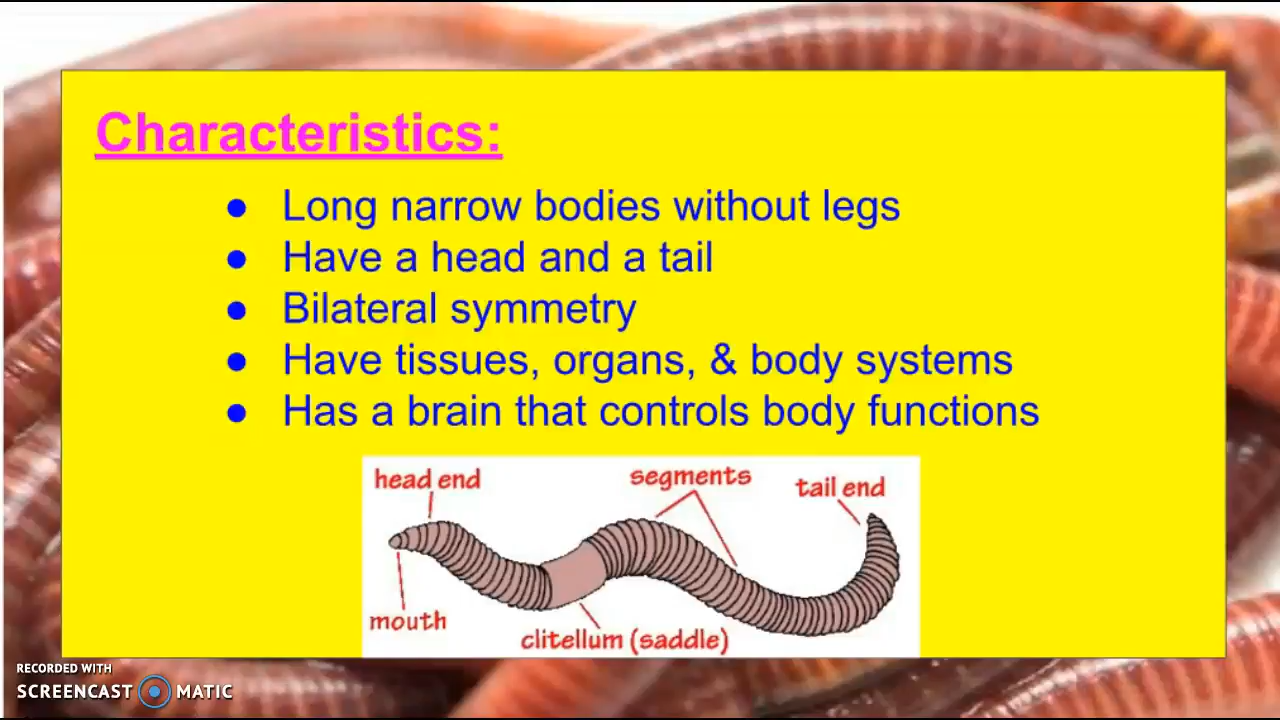 Characteristics:
● Long narrow bodies without legs
● Have a head and a tail
● Bilateral symmetry
● Have tissues, organs, & body systems
● Has a brain that controls body functions
head end
segments
tail end
mouth
clitellum (saddle)
RECORDED WITH
SCREENCAST MATIC